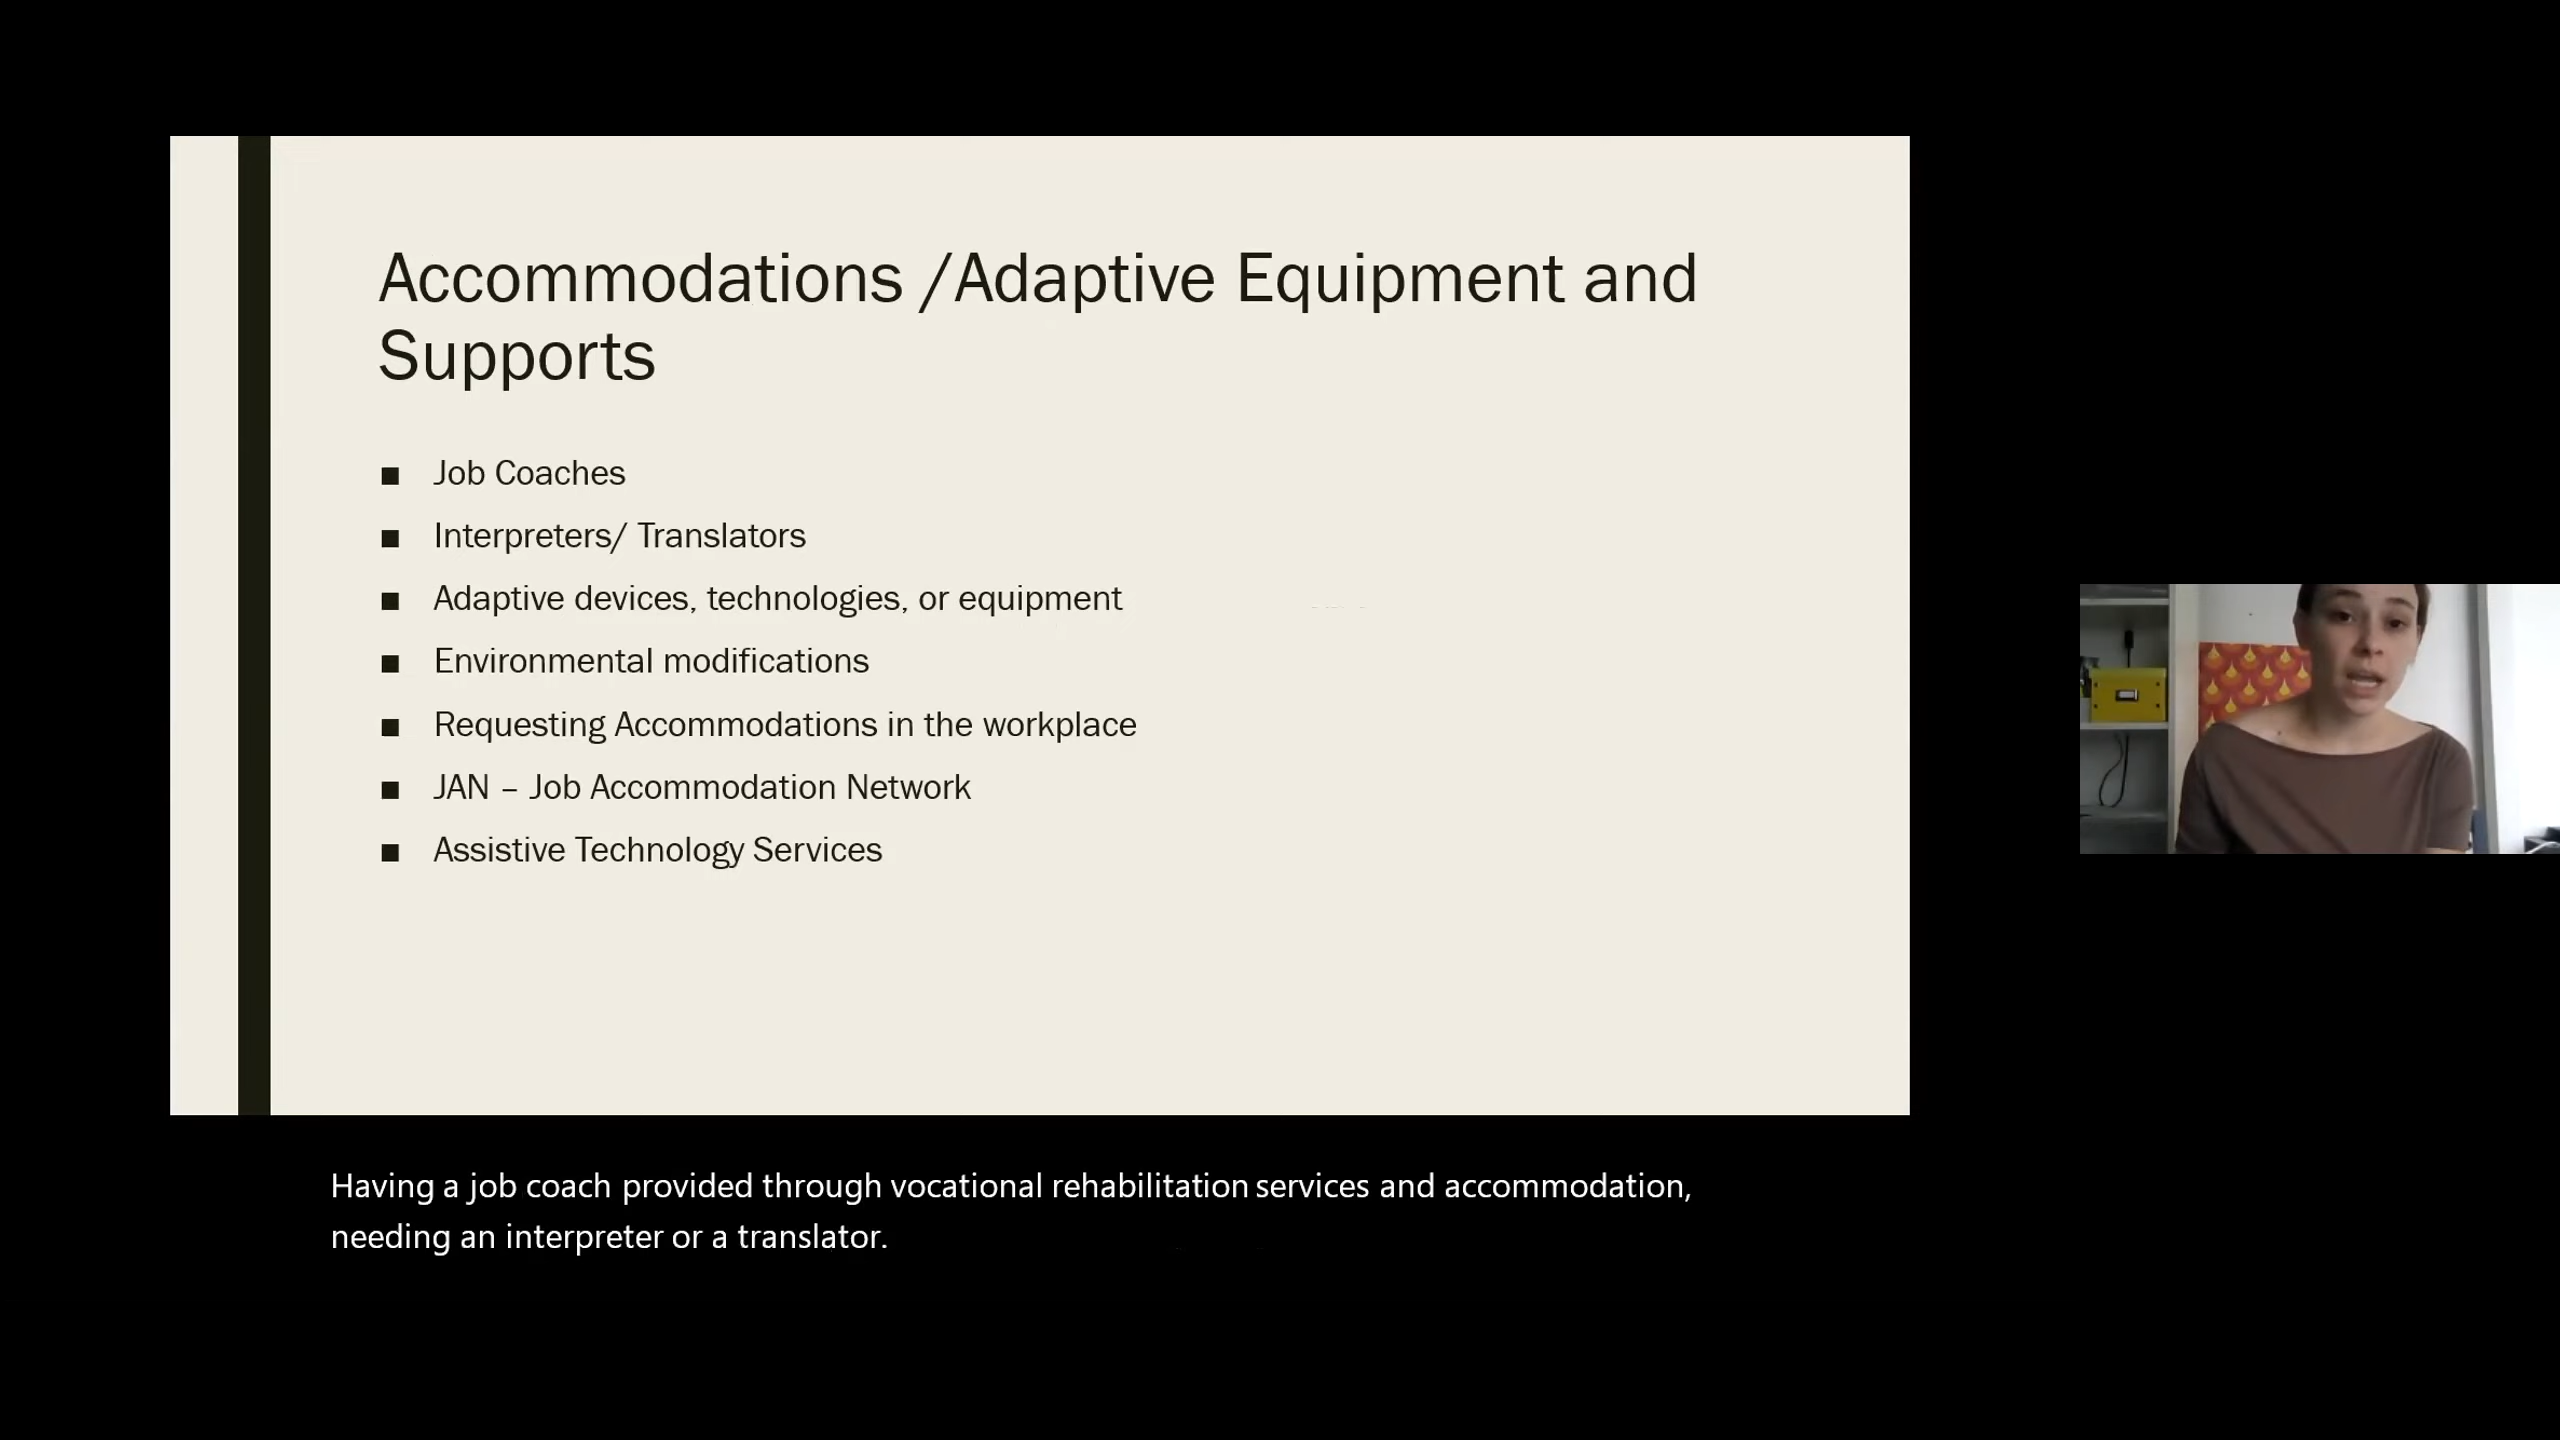 Accommodations /Adaptive Equipment and
Supports
■ Job Coaches
■ Interpreters/ Translators
■ Adaptive devices, technologies, or equipment
■ Environmental modifications
■ Requesting Accommodations in the workplace
■ JAN – Job Accommodation Network
■ Assistive Technology Services
Having a job coach provided through vocational rehabilitation services and accommodation,
needing an interpreter or a translator.